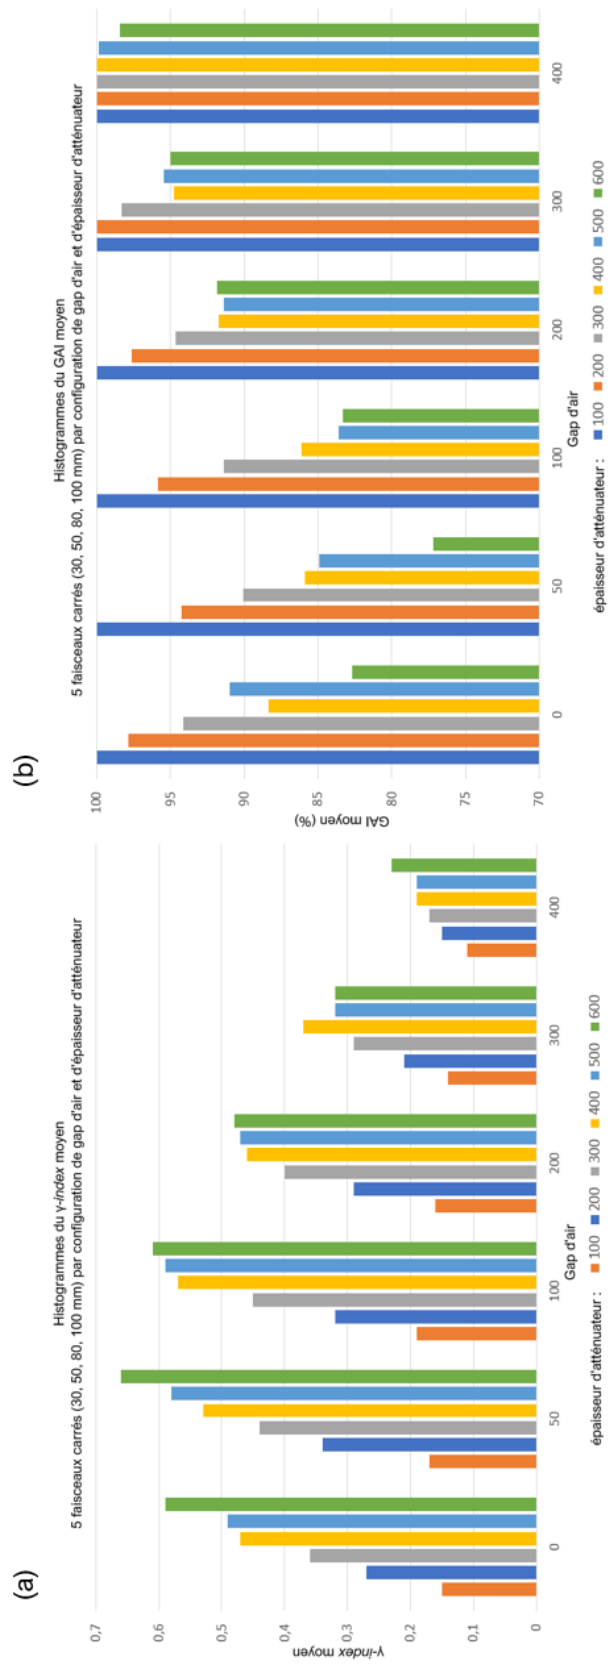 (a)
Histogrammes du γ-index moyen
5 faisceaux carrés (30, 50, 80, 100 mm) par configuration de gap d'air et d'épaisseur d'atténuateur
0,7
0,6
0,5
0,4
0,3
0,2
0,1
0
γ-index moyen
0 50 100 200 300 400
Gap d'air
épaisseur d'atténuateur : 100 200 300 400 500 600
(b)
Histogrammes du GAI moyen
5 faisceaux carrés (30, 50, 80, 100 mm) par configuration de gap d'air et d'épaisseur d'atténuateur
100
95
90
85
80
75
70
GAI moyen (%)
0 50 100 200 300 400
Gap d'air
épaisseur d'atténuateur : 100 200 300 400 500 600